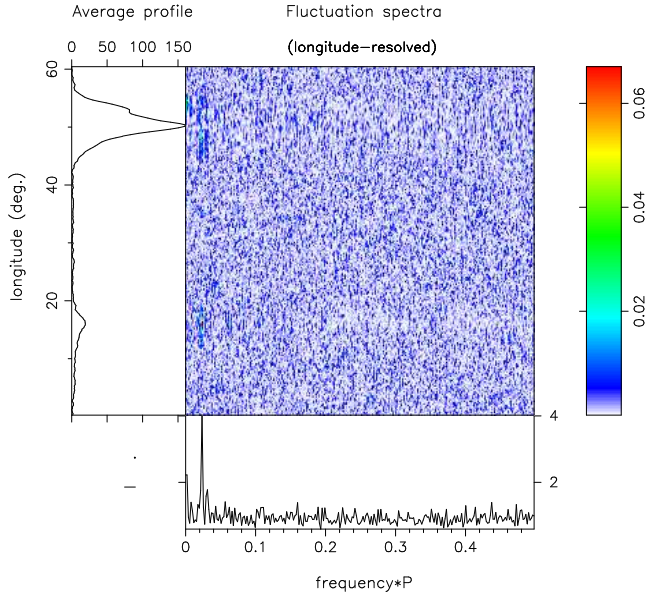 Average profile
Fluctuation spectra
(longitude-resolved)
0 50 100 150
60
40
20
longitude (deg.)
0.06
0.04
0.02
4
2
0 0.1 0.2 0.3 0.4
frequency*P